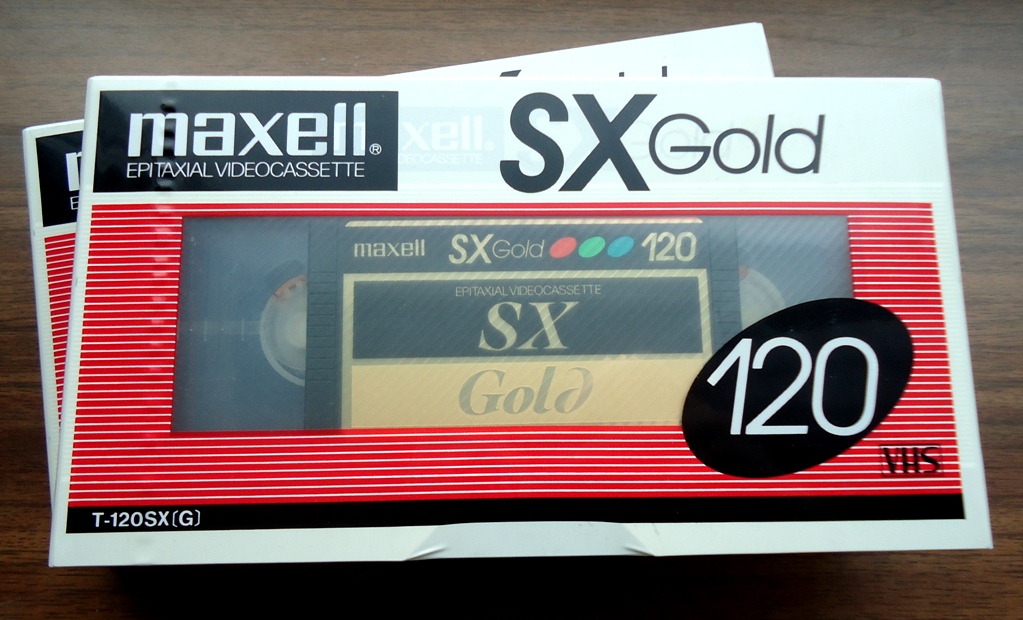 maxell®
EPITAXIAL VIDEOCASSETTE
SX Gold
maxell SX Gold 120
EPITAXIAL VIDEOCASSETTE
SX
Gold
120
VHS
T-120SX(G)